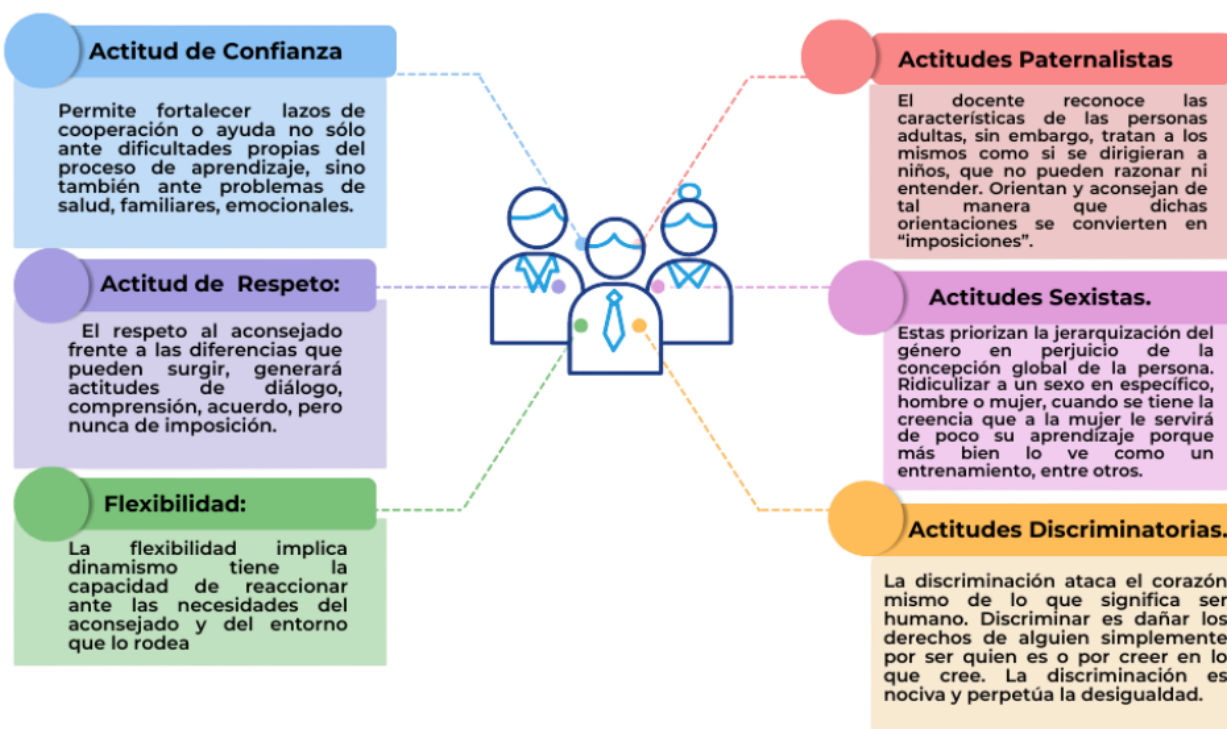 Actitud de Confianza
Permite fortalecer lazos de
cooperación o ayuda no sólo
ante dificultades propias del
proceso de aprendizaje, sino
también ante problemas de
salud, familiares, emocionales.
Actitud de Respeto:
El respeto al aconsejado
frente a las diferencias que
pueden surgir, generará
actitudes de diálogo,
comprensión, acuerdo, pero
nunca de imposición.
Flexibilidad:
La flexibilidad implica
dinamismo tiene la
capacidad de reaccionar
ante las necesidades del
aconsejado y del entorno
que lo rodea
Actitudes Paternalistas
El docente reconoce las
características de las personas
adultas, sin embargo, tratan a los
mismos como si se dirigieran a
niños, que no pueden razonar ni
entender. Orientan y aconsejan de
tal manera que dichas
orientaciones se convierten en
“imposiciones”.
Actitudes Sexistas.
Estas priorizan la jerarquización del
género en perjuicio de la
concepción global de la persona.
Ridiculizar a un sexo en específico,
hombre o mujer, cuando se tiene la
creencia que a la mujer le servirá
de poco su aprendizaje porque
más bien lo ve como un
entrenamiento, entre otros.
Actitudes Discriminatorias.
La discriminación ataca el corazón
mismo de lo que significa ser
humano. Discriminar es dañar los
derechos de alguien simplemente
por ser quien es o por creer en lo
que cree. La discriminación es
nociva y perpetúa la desigualdad.